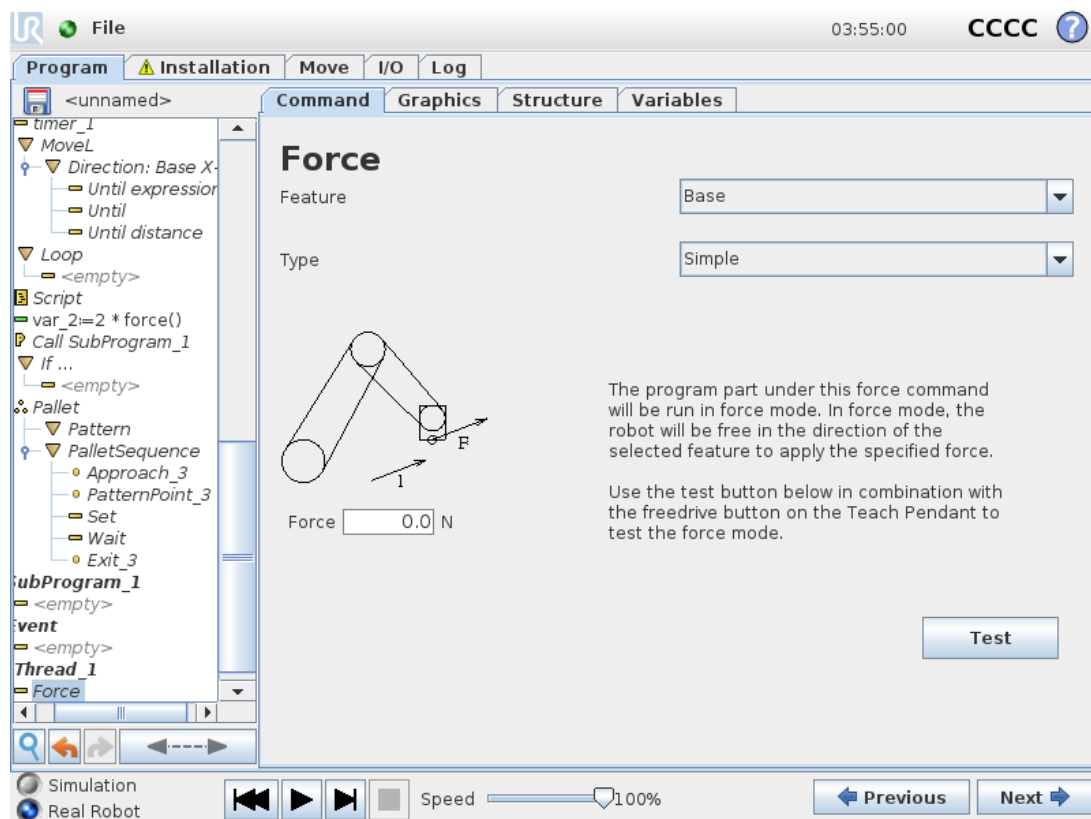 UR File 03:55:00 CCCC ?
Program Installation Move I/O Log
<unnamed> Command Graphics Structure Variables
timer_1
MoveL
Direction: Base X-
Until expression
Until
Until distance
Loop
<empty>
Script
var_2:=2 * force()
Call SubProgram_1
If ...
<empty>
Pallet
Pattern
PalletSequence
Approach_3
PatternPoint_3
Set
Wait
Exit_3
SubProgram_1
<empty>
Event
<empty>
Thread_1
Force
Force
Feature Base
Type Simple
F
1
Force 0.0 N
The program part under this force command
will be run in force mode. In force mode, the
robot will be free in the direction of the
selected feature to apply the specified force.
Use the test button below in combination with
the freedrive button on the Teach Pendant to
test the force mode.
Test
Simulation
Real Robot
Speed 100%
Previous Next